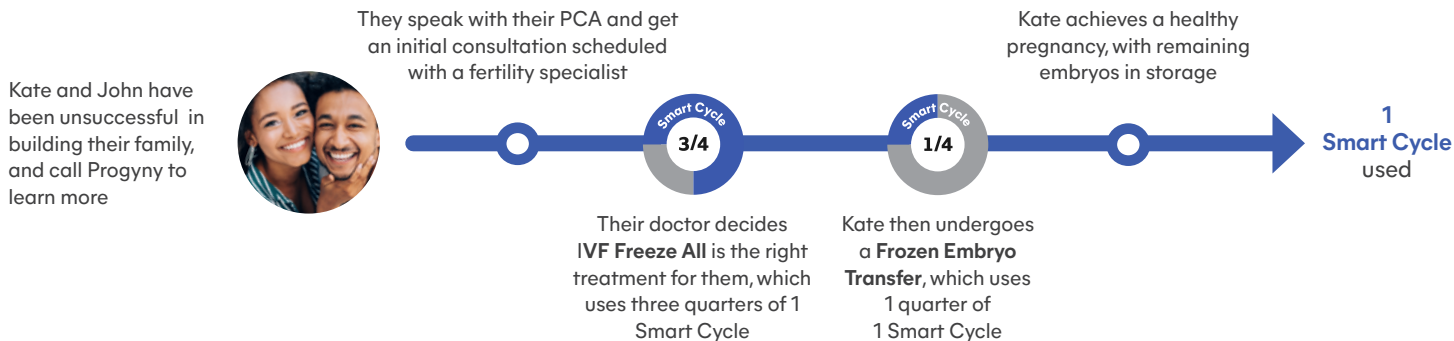 Kate and John have
been unsuccessful in
building their family,
and call Progyny to
learn more
They speak with their PCA and get
an initial consultation scheduled
with a fertility specialist
Smart Cycle
3/4
Their doctor decides
IVF Freeze All is the right
treatment for them, which
uses three quarters of 1
Smart Cycle
Smart Cycle
1/4
Kate then undergoes
a Frozen Embryo
Transfer, which uses
1 quarter of
1 Smart Cycle
Kate achieves a healthy
pregnancy, with remaining
embryos in storage
1
Smart Cycle
used